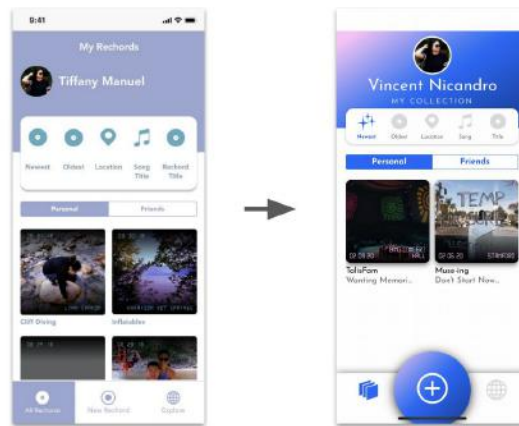 9:41
My Rechords
Tiffany Manuel
Newest Oldest Location Song Title Rechord Title
Personal Friends
Cliff Diving Inflatables
All Rechords New Rechord Explore
Vincent Nicandro
MY COLLECTION
Newest Oldest Location Song Title
Personal Friends
TEMP
HALL STANFORD
TalisFam Muse-ing
Wanting Memori... Don't Start Now...